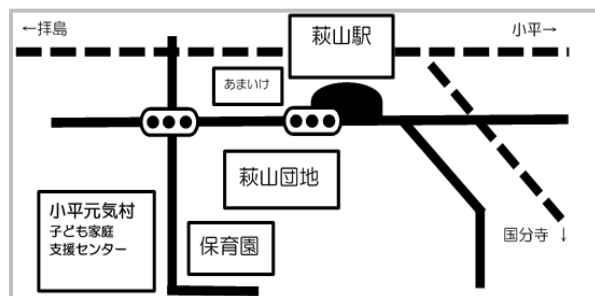 ←拝島
萩山駅
小平→
あまいけ
萩山団地
小平元気村
子ども家庭
支援センター
保育園
国分寺 ↓